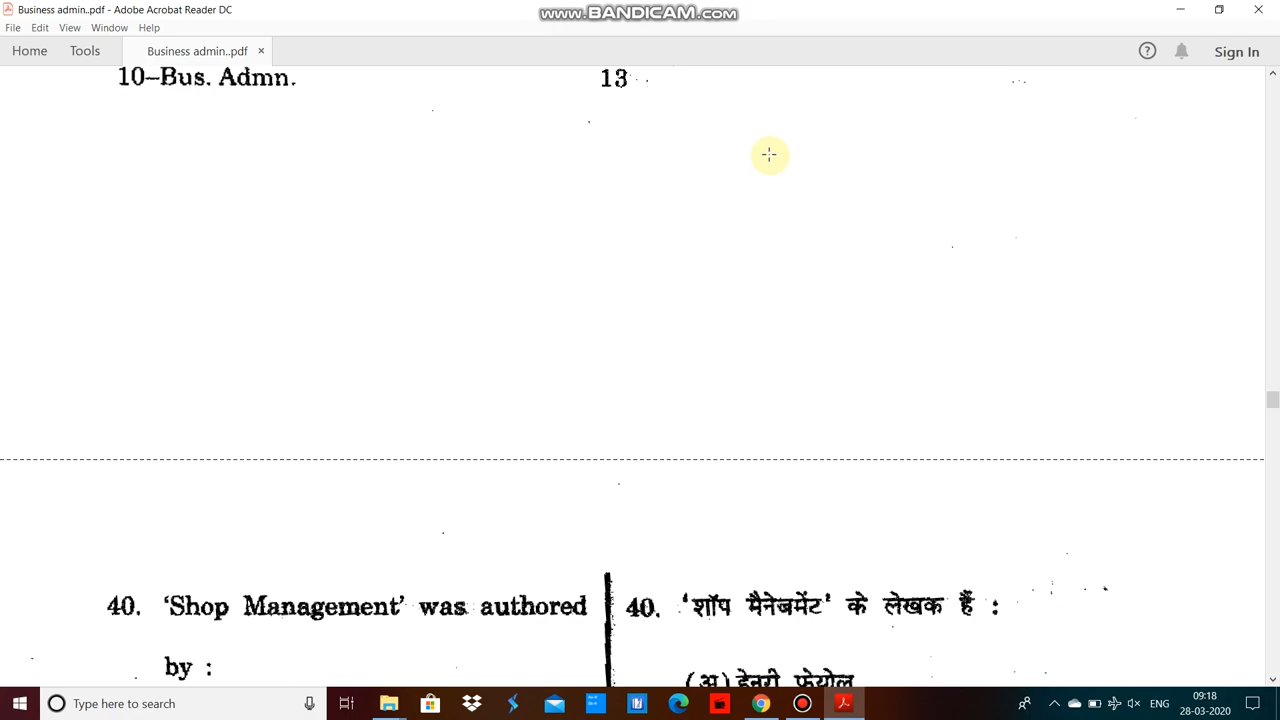 Business admin..pdf - Adobe Acrobat Reader DC
www.BANDICAM.com
File Edit View Window Help
Home Tools Business admin..pdf × Sign In
10–Bus. Admn. 13
40. ‘Shop Management’ was authored
by :
40. ‘शॉप मैनेजमेंट’ के लेखक हैं :
(अ) हेनरी फेयोल
Type here to search
ENG
09:18
28-03-2020